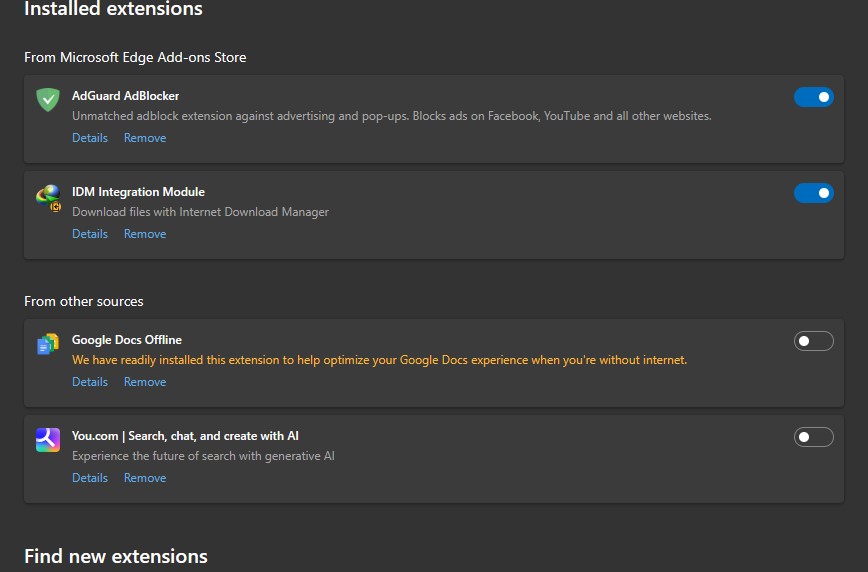 Installed extensions
From Microsoft Edge Add-ons Store
AdGuard AdBlocker
Unmatched adblock extension against advertising and pop-ups. Blocks ads on Facebook, YouTube and all other websites.
Details Remove
IDM Integration Module
Download files with Internet Download Manager
Details Remove
From other sources
Google Docs Offline
We have readily installed this extension to help optimize your Google Docs experience when you're without internet.
Details Remove
You.com | Search, chat, and create with AI
Experience the future of search with generative AI
Details Remove
Find new extensions